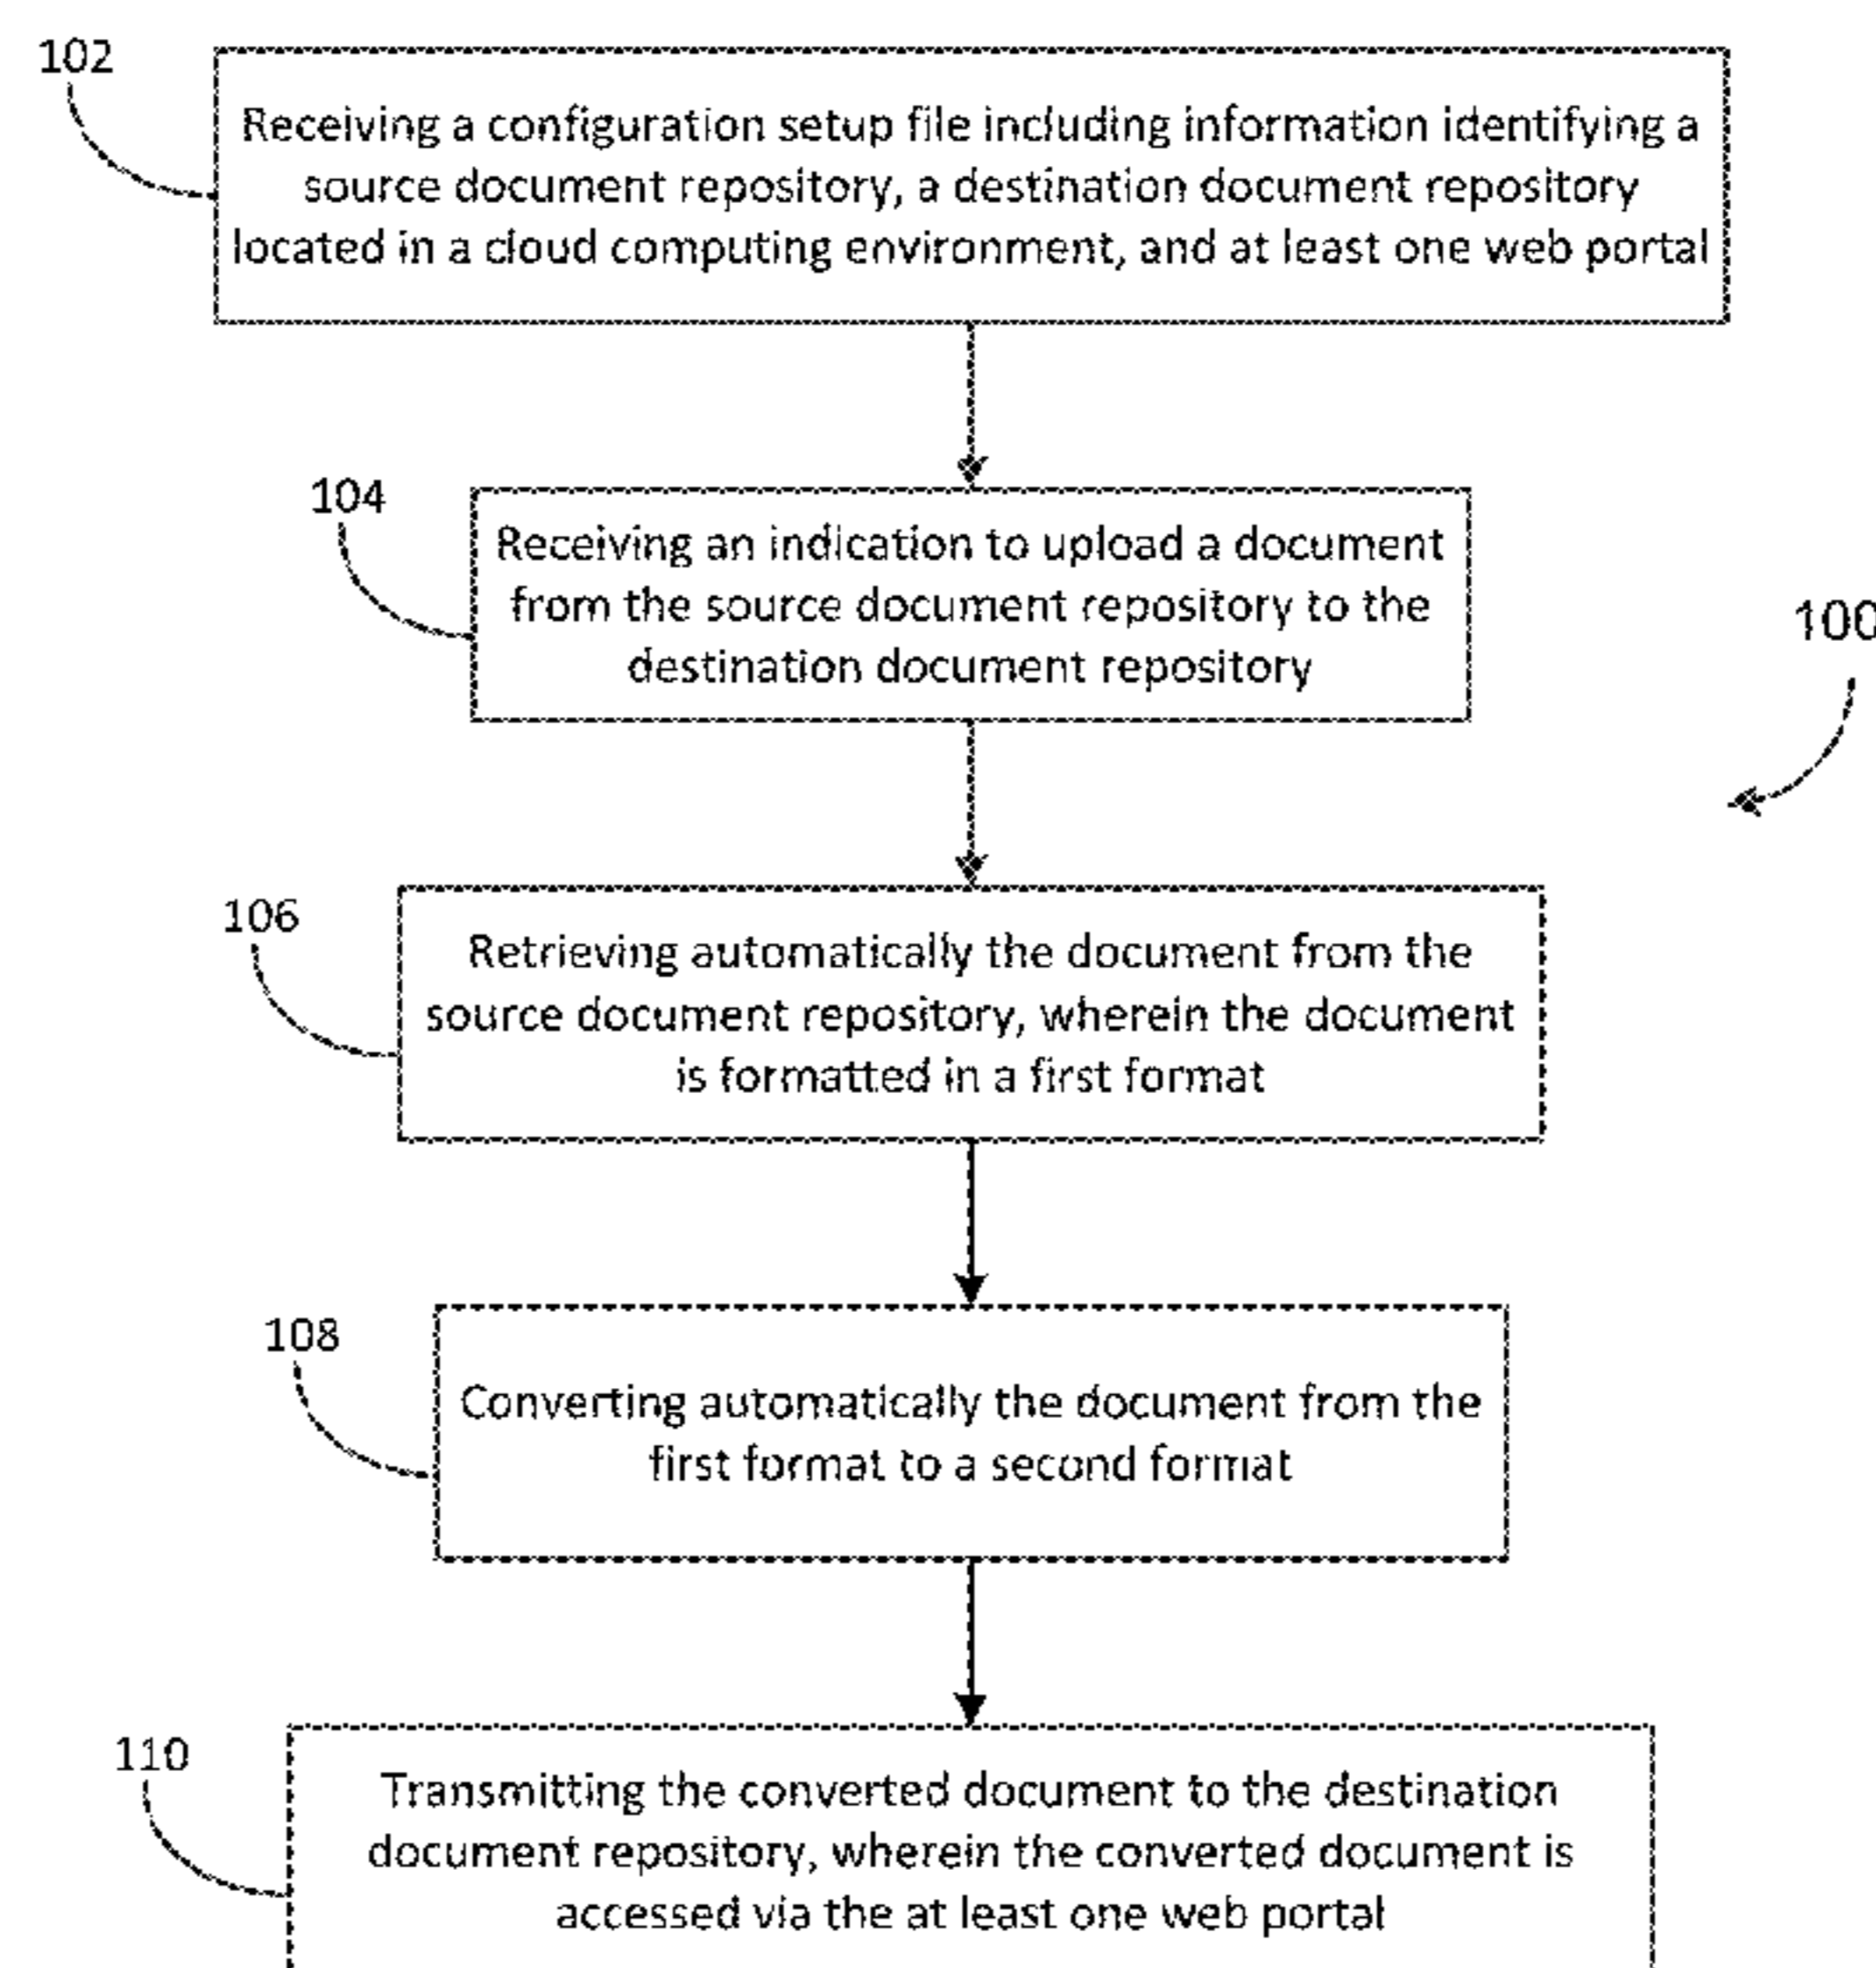 102
Receiving a configuration setup file including information identifying a
source document repository, a destination document repository
located in a cloud computing environment, and at least one web portal
104
Receiving an indication to upload a document
from the source document repository to the
destination document repository
100
106
Retrieving automatically the document from the
source document repository, wherein the document
is formatted in a first format
108
Converting automatically the document from the
first format to a second format
110
Transmitting the converted document to the destination
document repository, wherein the converted document is
accessed via the at least one web portal